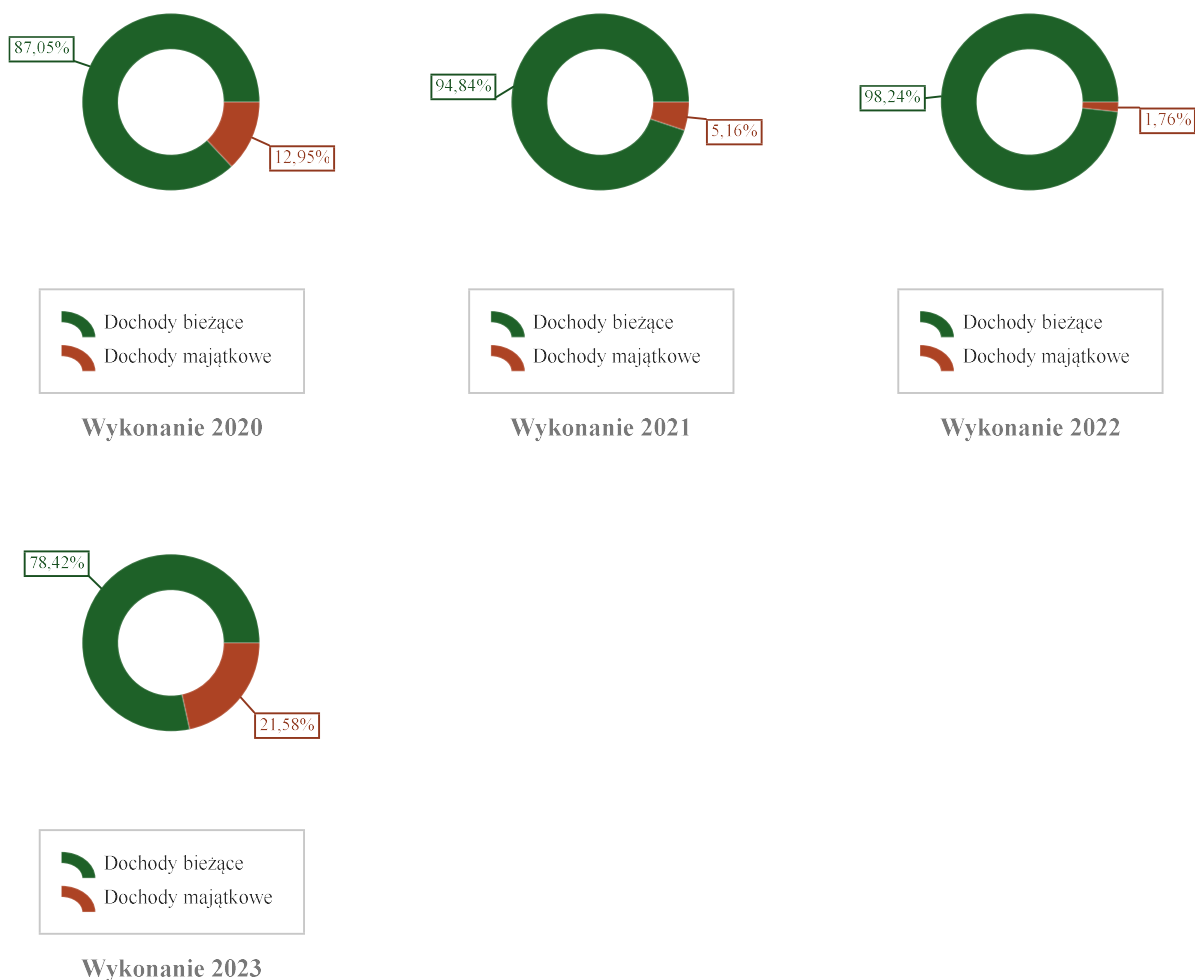 87,05%
12,95%
Dochody bieżące
Dochody majątkowe
Wykonanie 2020
94,84%
5,16%
Dochody bieżące
Dochody majątkowe
Wykonanie 2021
98,24%
1,76%
Dochody bieżące
Dochody majątkowe
Wykonanie 2022
78,42%
21,58%
Dochody bieżące
Dochody majątkowe
Wykonanie 2023